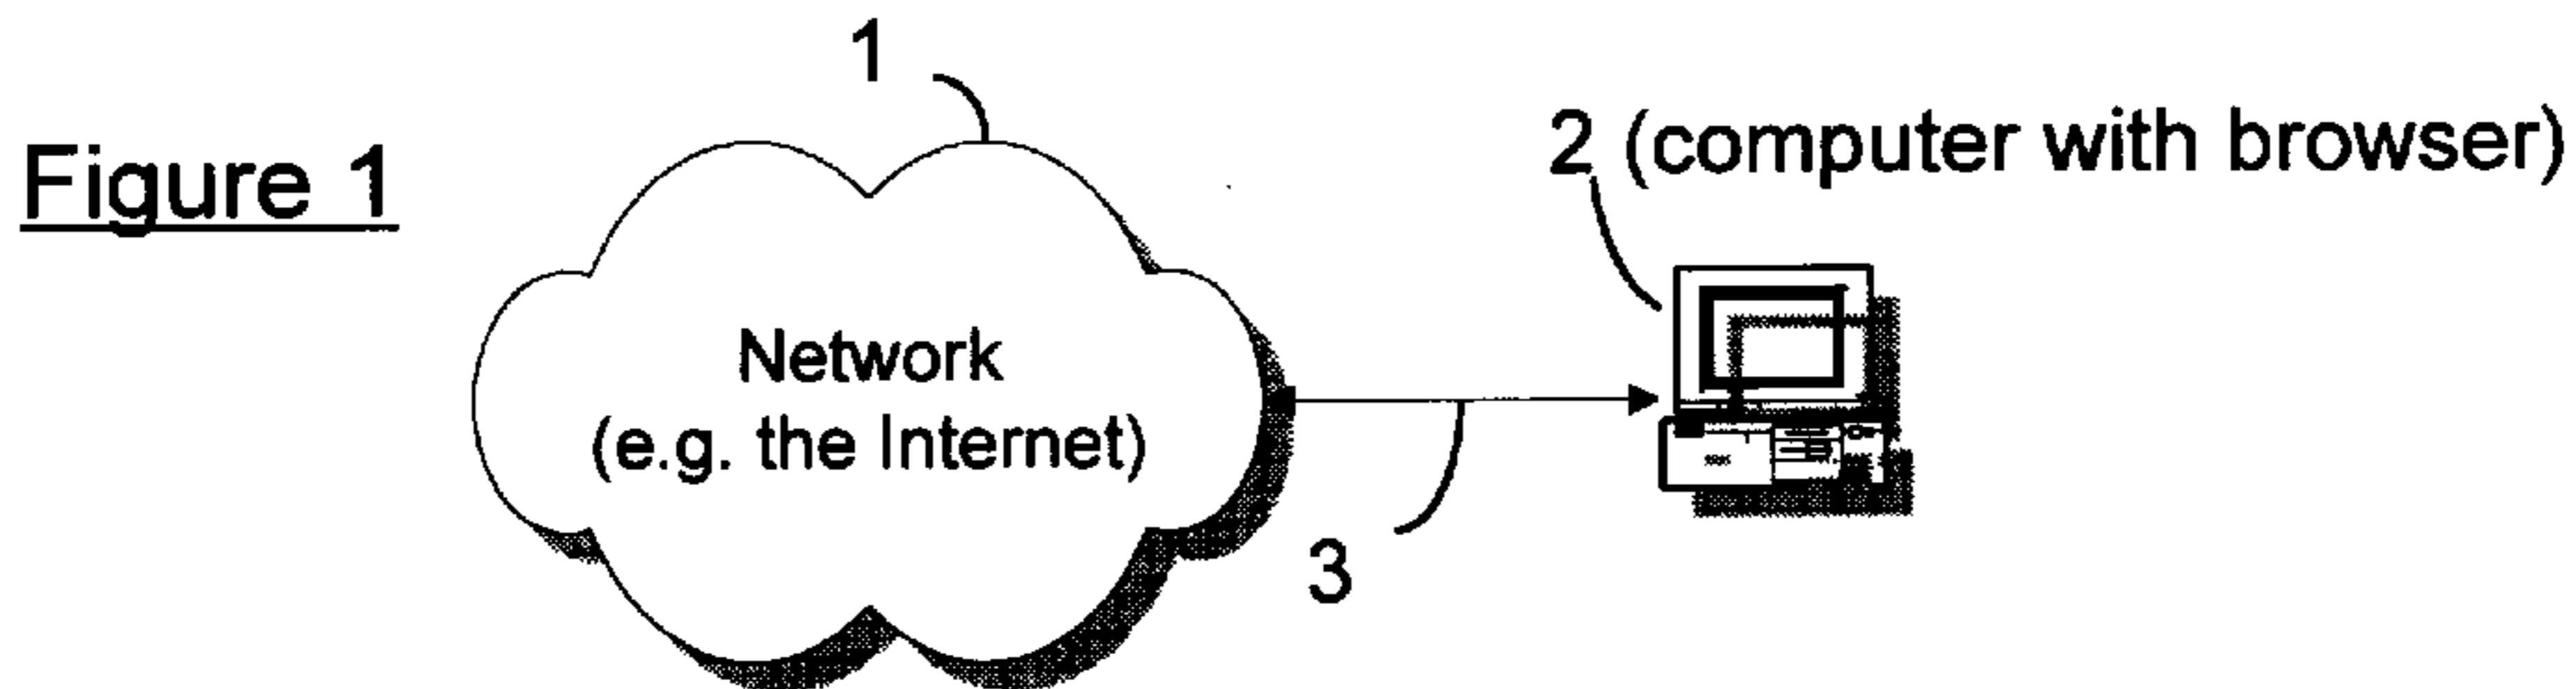 Figure 1
1
2 (computer with browser)
Network
(e.g. the Internet)
3